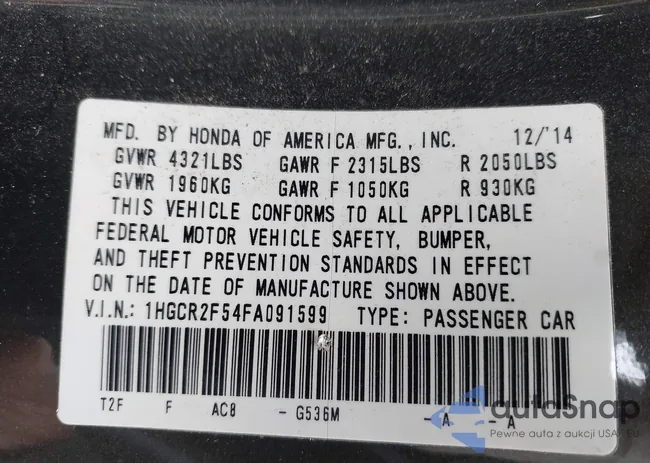 MFD. BY HONDA OF AMERICA MFG., INC. 12/'14
GVWR 4321LBS GAWR F 2315LBS R 2050LBS
GVWR 1960KG GAWR F 1050KG R 930KG
THIS VEHICLE CONFORMS TO ALL APPLICABLE
FEDERAL MOTOR VEHICLE SAFETY, BUMPER,
AND THEFT PREVENTION STANDARDS IN EFFECT
ON THE DATE OF MANUFACTURE SHOWN ABOVE.
V.I.N.: 1HGCR2F54FA091599 TYPE: PASSENGER CAR
T2F F AC8 - G536M -A -A
autoSnap
Pewne auta z aukcji USA i EU